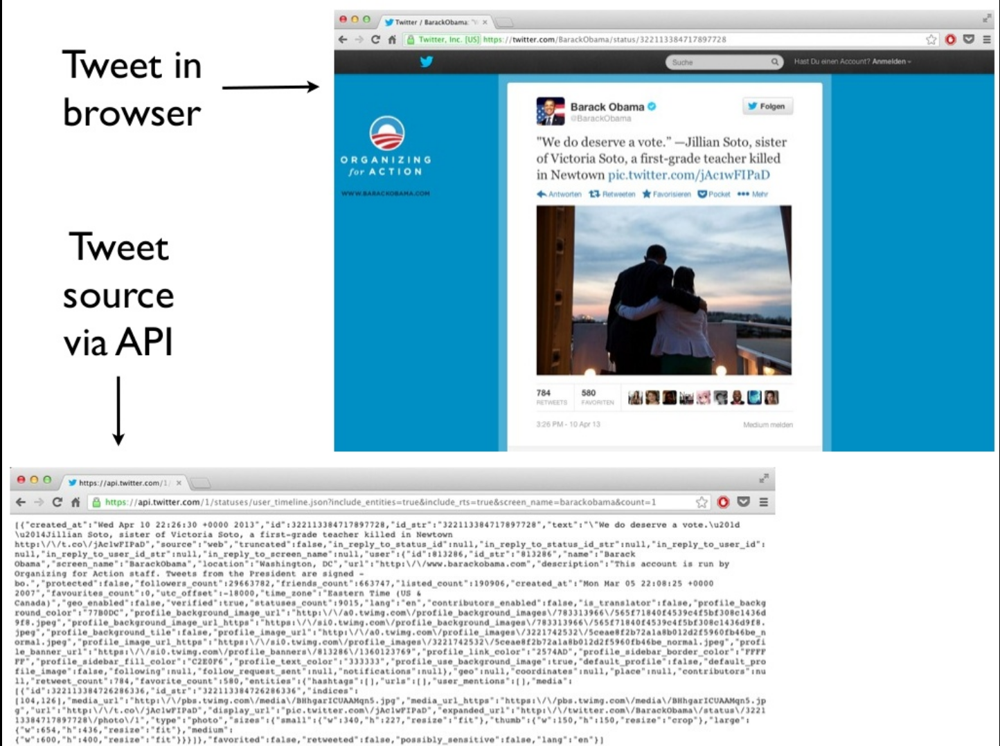 Tweet in
browser
Twitter / BarackObama: "W
Twitter, Inc. [US] https://twitter.com/BarackObama/status/322113384717897728
Suche
Hast Du einen Account? Anmelden
ORGANIZING
for ACTION
WWW.BARACKOBAMA.COM
Barack Obama
@BarackObama
Folgen
"We do deserve a vote.” —Jillian Soto, sister
of Victoria Soto, a first-grade teacher killed
in Newtown pic.twitter.com/jAc1wFIPaD
Antworten Retweeten Favorisieren Pocket Mehr
784
RETWEETS
580
FAVORITEN
3:26 PM - 10 Apr 13
Medium melden
Tweet
source
via API
https://api.twitter.com/1/
https://api.twitter.com/1/statuses/user_timeline.json?include_entities=true&include_rts=true&screen_name=barackobama&count=1
[{"created_at":"Wed Apr 10 22:26:30 +0000 2013","id":322113384717897728,"id_str":"322113384717897728","text":"\"We do deserve a vote.\u201d
\u2014Jillian Soto, sister of Victoria Soto, a first-grade teacher killed in Newtown
http:\/\/t.co\/jAc1wFIPaD","source":"web","truncated":false,"in_reply_to_status_id":null,"in_reply_to_status_id_str":null,"in_reply_to_user_id":
null,"in_reply_to_user_id_str":null,"in_reply_to_screen_name":null,"user":{"id":813286,"id_str":"813286","name":"Barack
Obama","screen_name":"BarackObama","location":"Washington, DC","url":"http:\/\/www.barackobama.com","description":"This account is run by
Organizing for Action staff. Tweets from the President are signed -
bo.","protected":false,"followers_count":29663782,"friends_count":663747,"listed_count":190906,"created_at":"Mon Mar 05 22:08:25 +0000
2007","favourites_count":0,"utc_offset":-18000,"time_zone":"Eastern Time (US &
Canada)","geo_enabled":false,"verified":true,"statuses_count":9015,"lang":"en","contributors_enabled":false,"is_translator":false,"profile_backg
round_color":"77B0DC","profile_background_image_url":"http:\/\/a0.twimg.com\/profile_background_images\/783313966\/565f71840f4539c4f5bf308c1436d
9f8.jpeg","profile_background_image_url_https":"https:\/\/si0.twimg.com\/profile_background_images\/783313966\/565f71840f4539c4f5bf308c1436d9f8.
jpeg","profile_background_tile":false,"profile_image_url":"http:\/\/a0.twimg.com\/profile_images\/3221742532\/5ceae8f2b72a1a8b012d2f5960fb46be_n
ormal.jpeg","profile_image_url_https":"https:\/\/si0.twimg.com\/profile_images\/3221742532\/5ceae8f2b72a1a8b012d2f5960fb46be_normal.jpeg","profi
le_banner_url":"https:\/\/si0.twimg.com\/profile_banners\/813286\/1360123769","profile_link_color":"2574AD","profile_sidebar_border_color":"FFFF
FF","profile_sidebar_fill_color":"C2E0F6","profile_text_color":"333333","profile_use_background_image":true,"default_profile":false,"default_pro
file_image":false,"following":null,"follow_request_sent":null,"notifications":null},"geo":null,"coordinates":null,"place":null,"contributors":nu
ll,"retweet_count":784,"favorite_count":580,"entities":{"hashtags":[],"urls":[],"user_mentions":[],"media":
[{"id":322113384726286336,"id_str":"322113384726286336","indices":
[104,126],"media_url":"http:\/\/pbs.twimg.com\/media\/BHhgarICUAAMqn5.jpg","media_url_https":"https:\/\/pbs.twimg.com\/media\/BHhgarICUAAMqn5.jp
g","url":"http:\/\/t.co\/jAc1wFIPaD","display_url":"pic.twitter.com\/jAc1wFIPaD","expanded_url":"http:\/\/twitter.com\/BarackObama\/status\/3221
13384717897728\/photo\/1","type":"photo","sizes":{"small":{"w":340,"h":227,"resize":"fit"},"thumb":{"w":150,"h":150,"resize":"crop"},"large":
{"w":654,"h":436,"resize":"fit"},"medium":
{"w":600,"h":400,"resize":"fit"}}}]},"favorited":false,"retweeted":false,"possibly_sensitive":false,"lang":"en"}]